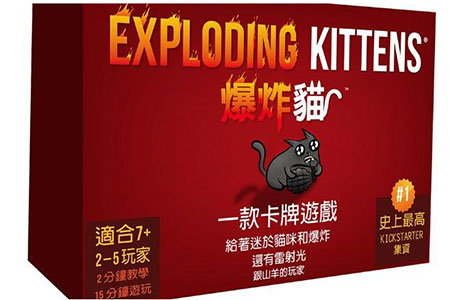 EXPLODING KITTENS®
爆炸貓™
一款卡牌遊戲
給著迷於貓咪和爆炸
還有雷射光
跟山羊的玩家
適合7+
2-5玩家
2分鐘教學
15分鐘遊玩
#1
史上最高
KICKSTARTER
集資